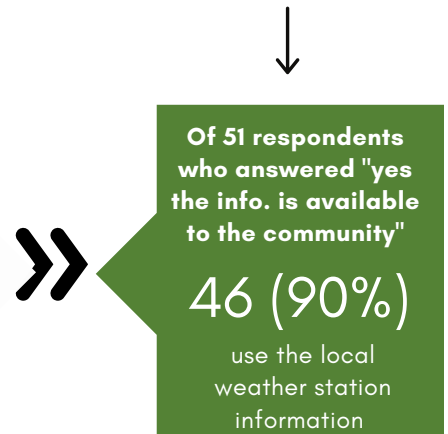 Of 51 respondents
who answered "yes
the info. is available
to the community"
46 (90%)
use the local
weather station
information